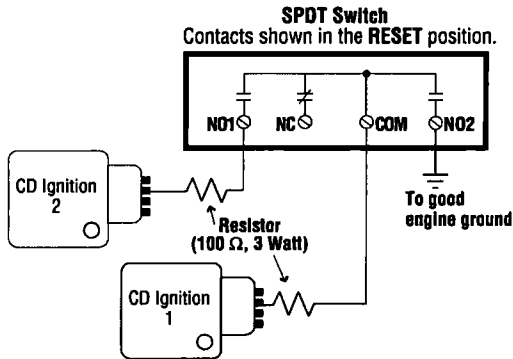 SPDT Switch
Contacts shown in the RESET position.
NO1 NC COM NO2
CD Ignition
2
To good
engine ground
Resistor
(100 Ω, 3 Watt)
CD Ignition
1